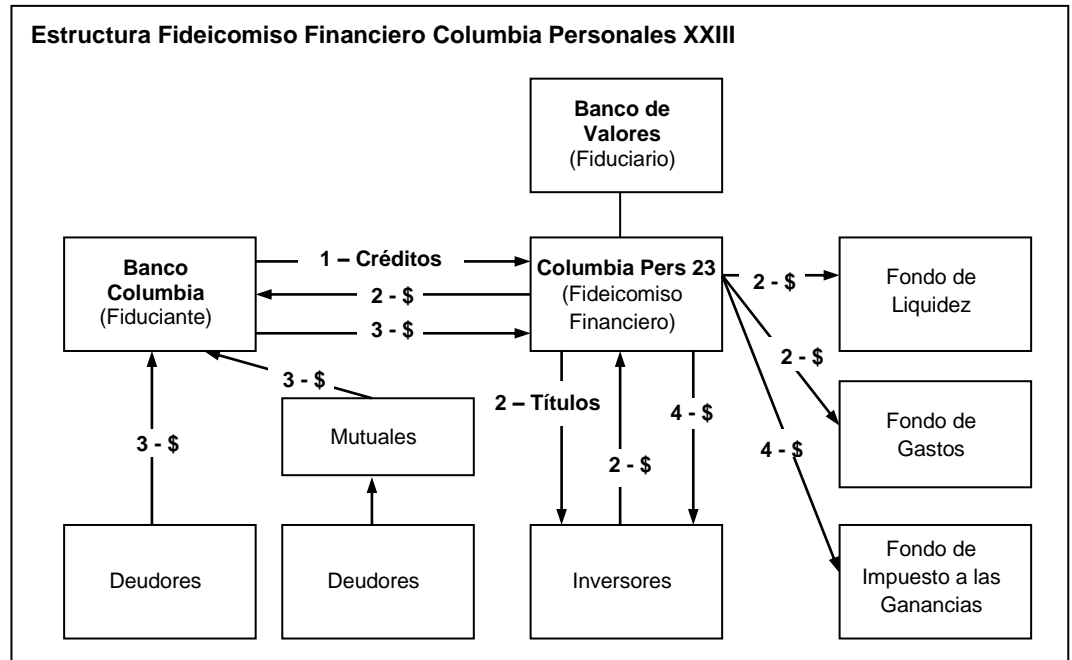 Estructura Fideicomiso Financiero Columbia Personales XXIII
Banco de
Valores
(Fiduciario)
Banco
Columbia
(Fiduciante)
1 – Créditos
2 - $
3 - $
Columbia Pers 23
(Fideicomiso
Financiero)
2 - $
Fondo de
Liquidez
2 - $
Fondo de
Gastos
4 - $
Fondo de
Impuesto a las
Ganancias
3 - $
3 - $
Mutuales
2 – Títulos
2 - $
4 - $
Deudores
Deudores
Inversores